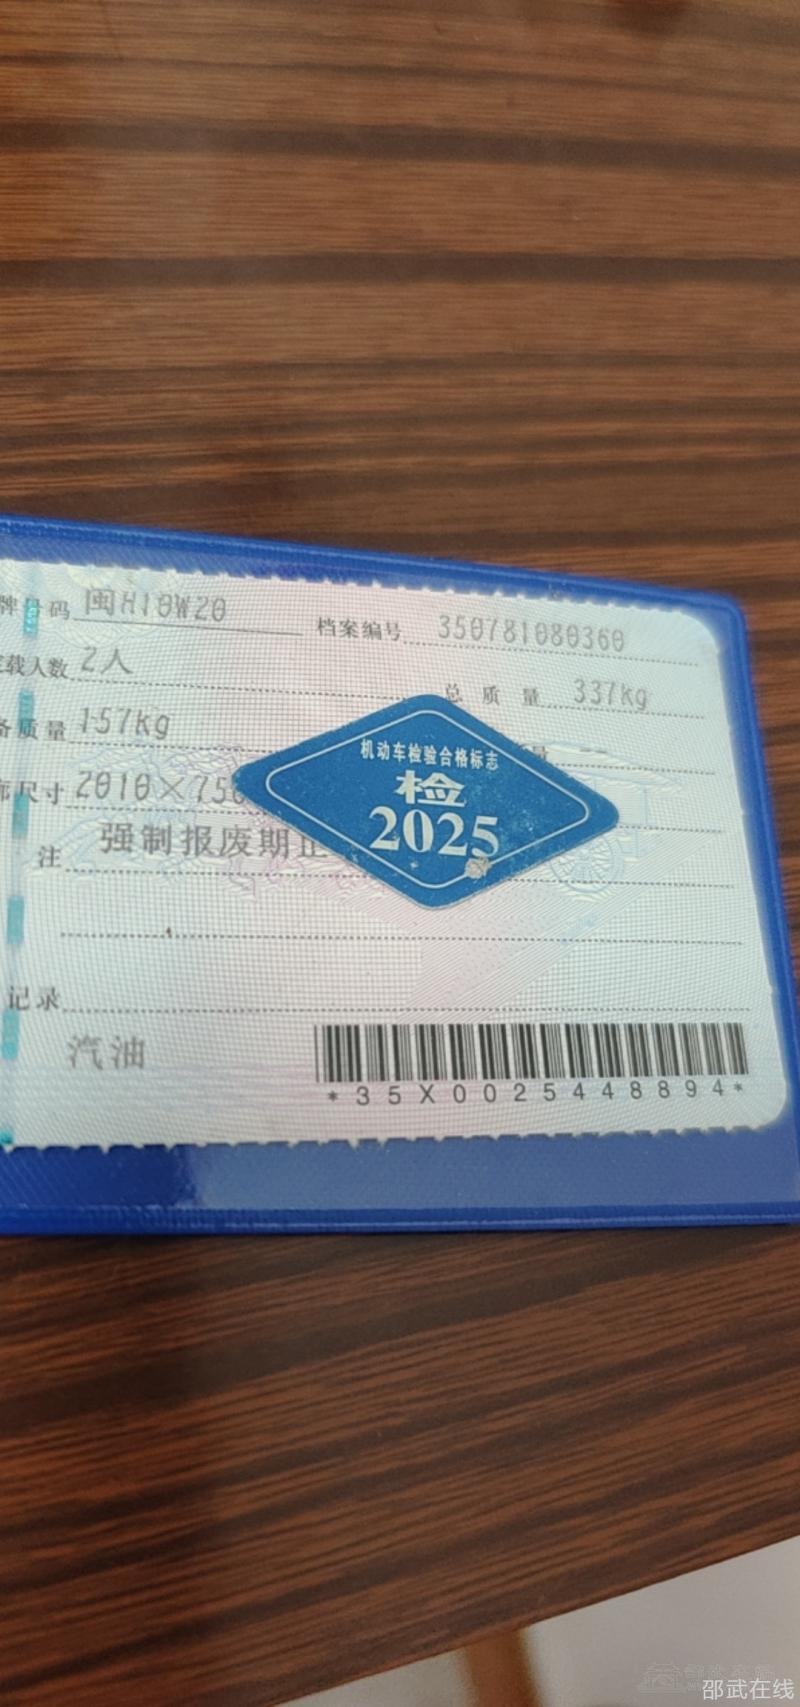 牌号码 闽H10W20 档案编号 350781080360
载人数 2人 总质量 337kg
备质量 157kg 量 --
廓尺寸 2010×75
机动车检验合格标志
检
2025
注 强制报废期止
记录
汽油
*35X0025448894*
邵武在线